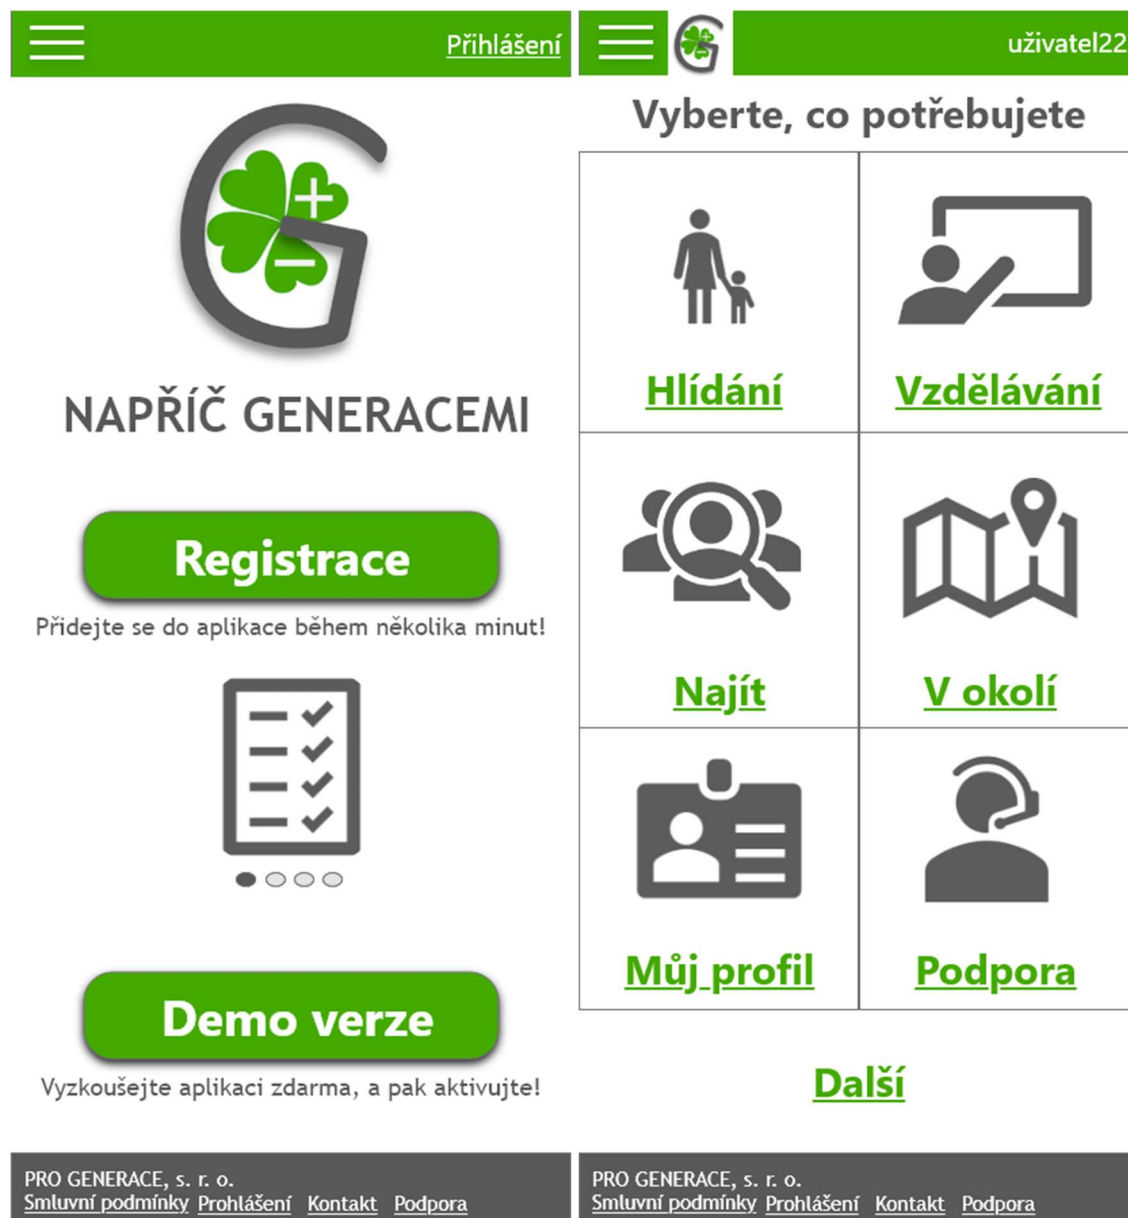 Přihlášení
G
+
−
NAPŘÍČ GENERACEMI
Registrace
Přidejte se do aplikace během několika minut!
Demo verze
Vyzkoušejte aplikaci zdarma, a pak aktivujte!
PRO GENERACE, s. r. o.
Smluvní podmínky Prohlášení Kontakt Podpora
G
+
−
uživatel22
Vyberte, co potřebujete
Hlídání Vzdělávání
Najít V okolí
Můj profil Podpora
Další
PRO GENERACE, s. r. o.
Smluvní podmínky Prohlášení Kontakt Podpora